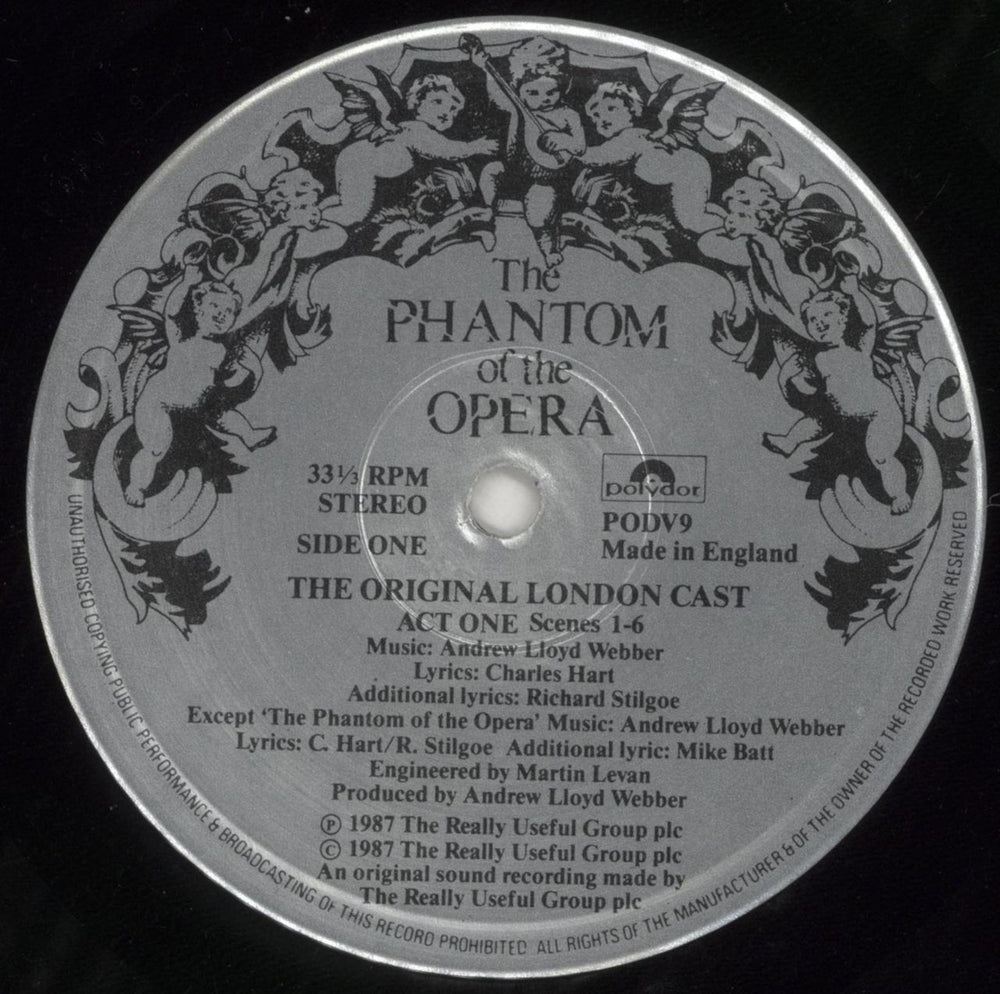 The
PHANTOM
of the
OPERA
33⅓ RPM
STEREO
SIDE ONE
polydor
PODV9
Made in England
THE ORIGINAL LONDON CAST
ACT ONE Scenes 1-6
Music: Andrew Lloyd Webber
Lyrics: Charles Hart
Additional lyrics: Richard Stilgoe
Except ‘The Phantom of the Opera’ Music: Andrew Lloyd Webber
Lyrics: C. Hart/R. Stilgoe Additional lyric: Mike Batt
Engineered by Martin Levan
Produced by Andrew Lloyd Webber
℗ 1987 The Really Useful Group plc
© 1987 The Really Useful Group plc
An original sound recording made by
The Really Useful Group plc
UNAUTHORISED COPYING PUBLIC PERFORMANCE & BROADCASTING OF THIS RECORD PROHIBITED ALL RIGHTS OF THE MANUFACTURER & OF THE OWNER OF THE RECORDED WORK RESERVED